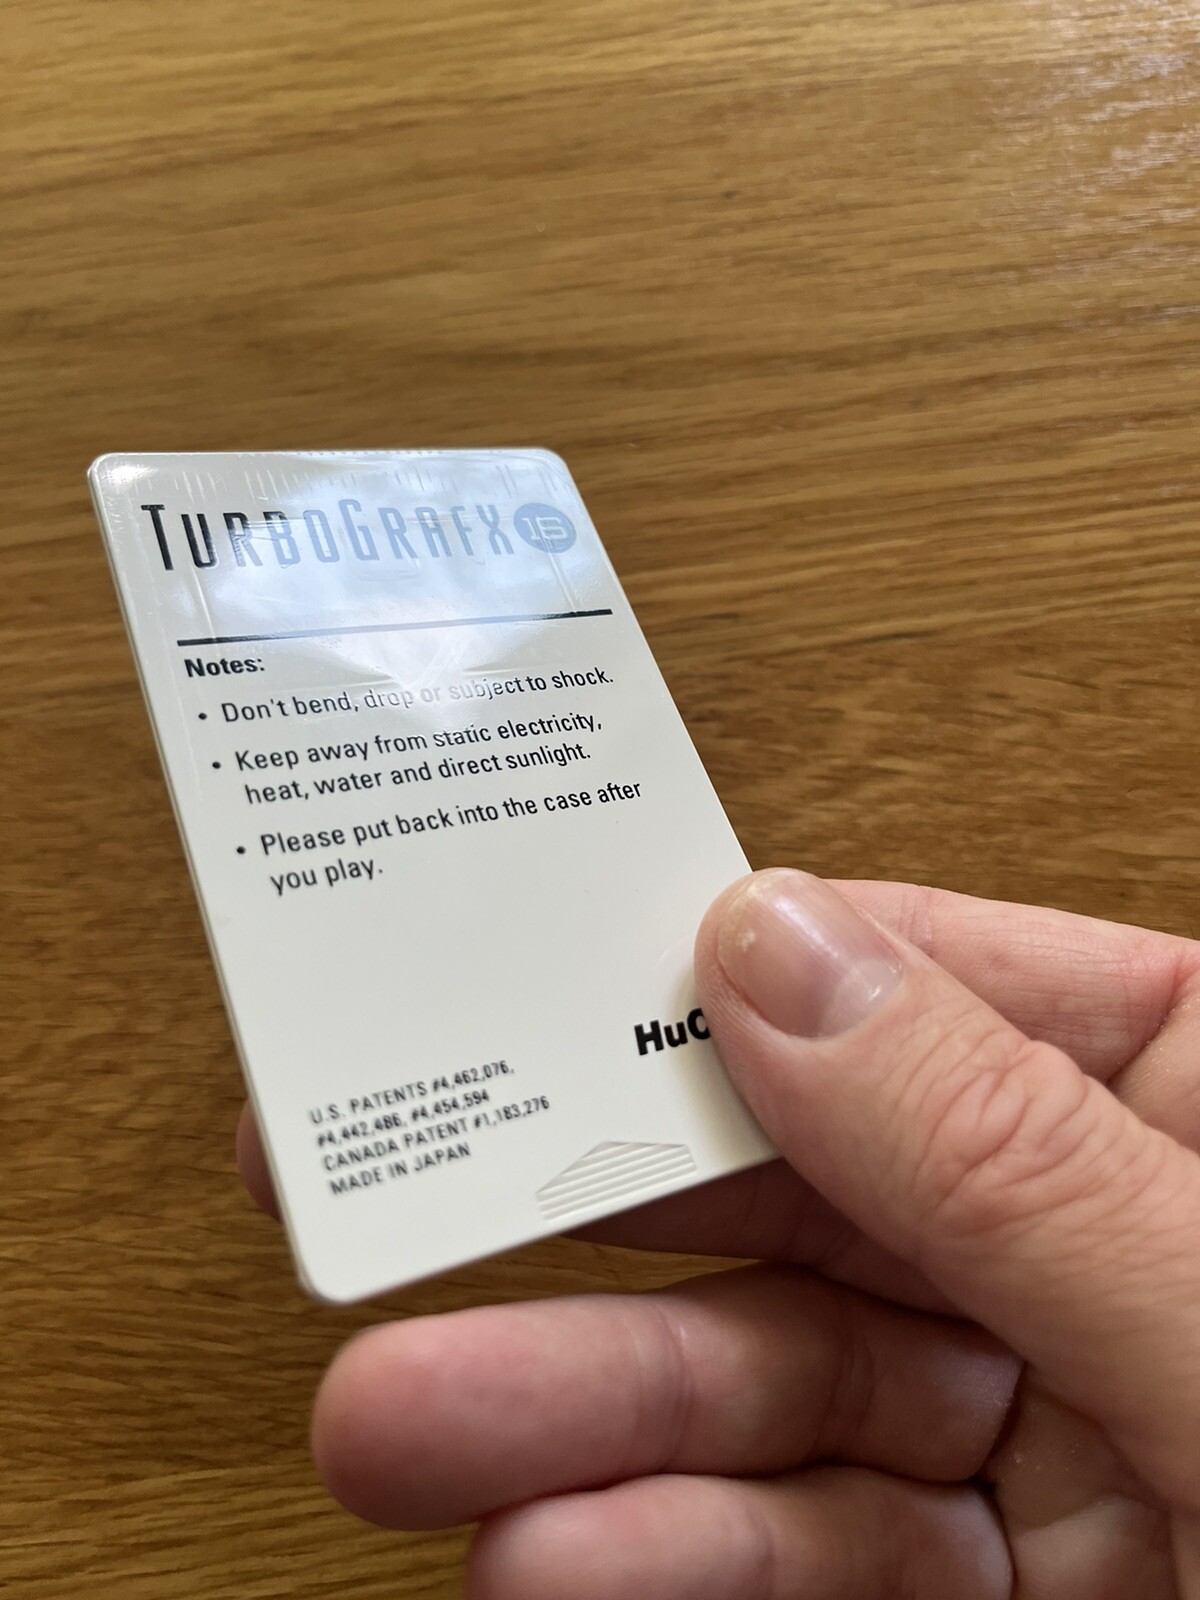 TURBOGRAFX 16
Notes:
• Don't bend, drop or subject to shock.
• Keep away from static electricity,
heat, water and direct sunlight.
• Please put back into the case after
you play.
HuC
U.S. PATENTS #4,462,076,
#4,442,486, #4,454,594
CANADA PATENT #1,183,276
MADE IN JAPAN